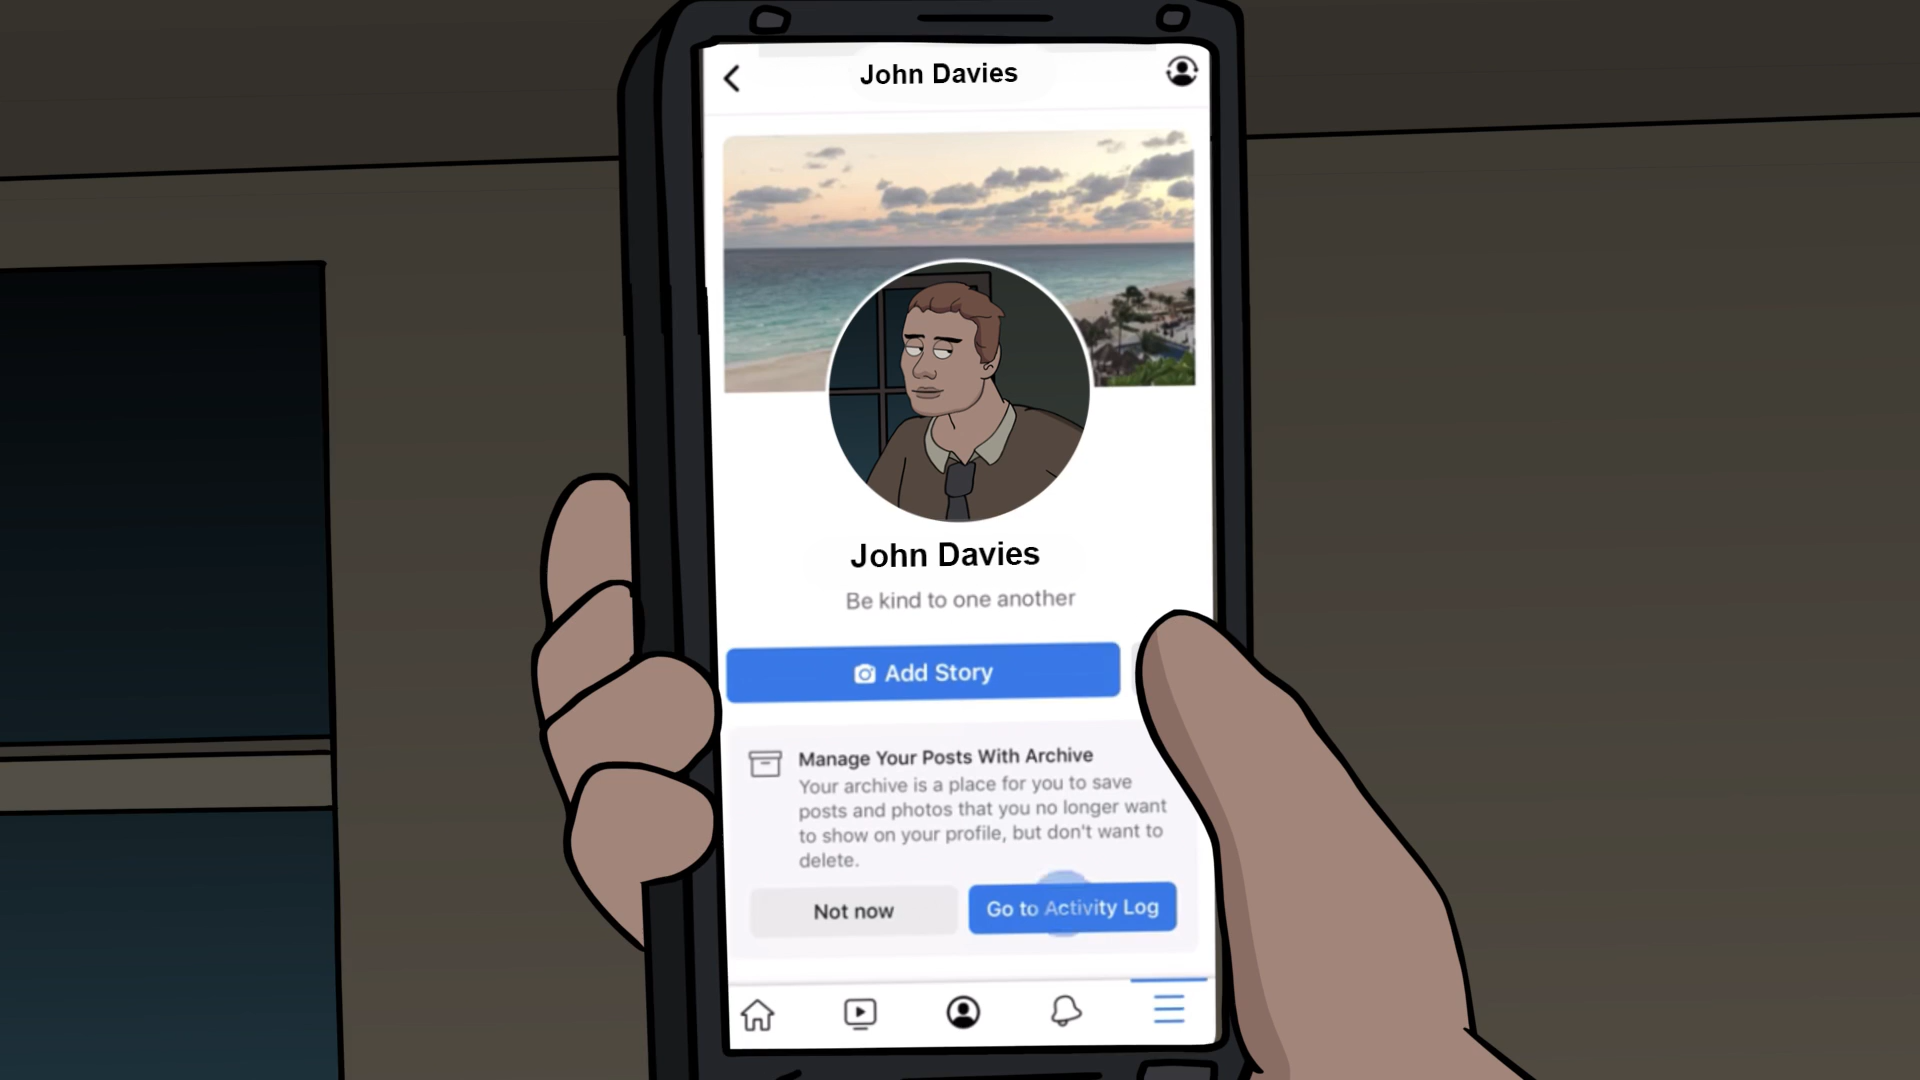 John Davies
John Davies
Be kind to one another
Add Story
Manage Your Posts With Archive
Your archive is a place for you to save
posts and photos that you no longer want
to show on your profile, but don't want to
delete.
Not now
Go to Activity Log